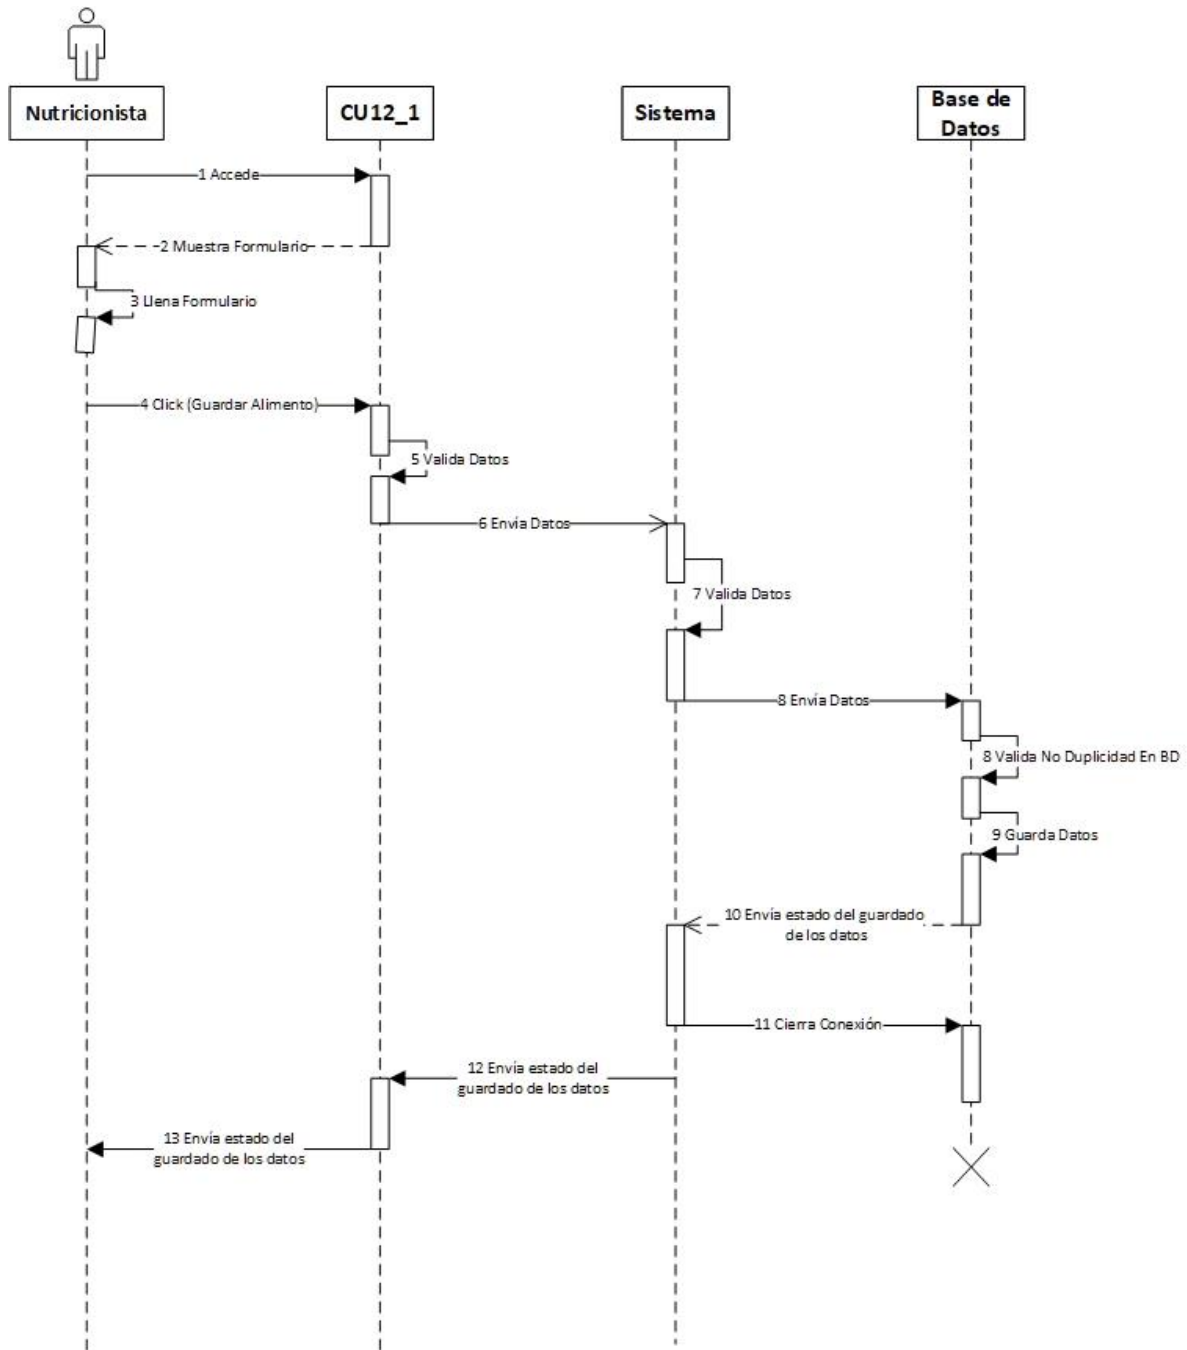 Nutricionista
CU12_1
Sistema
Base de
Datos
1 Accede
2 Muestra Formulario
3 Llena Formulario
4 Click (Guardar Alimento)
5 Valida Datos
6 Envía Datos
7 Valida Datos
8 Envía Datos
8 Valida No Duplicidad En BD
9 Guarda Datos
10 Envía estado del guardado
de los datos
11 Cierra Conexión
12 Envía estado del
guardado de los datos
13 Envía estado del
guardado de los datos